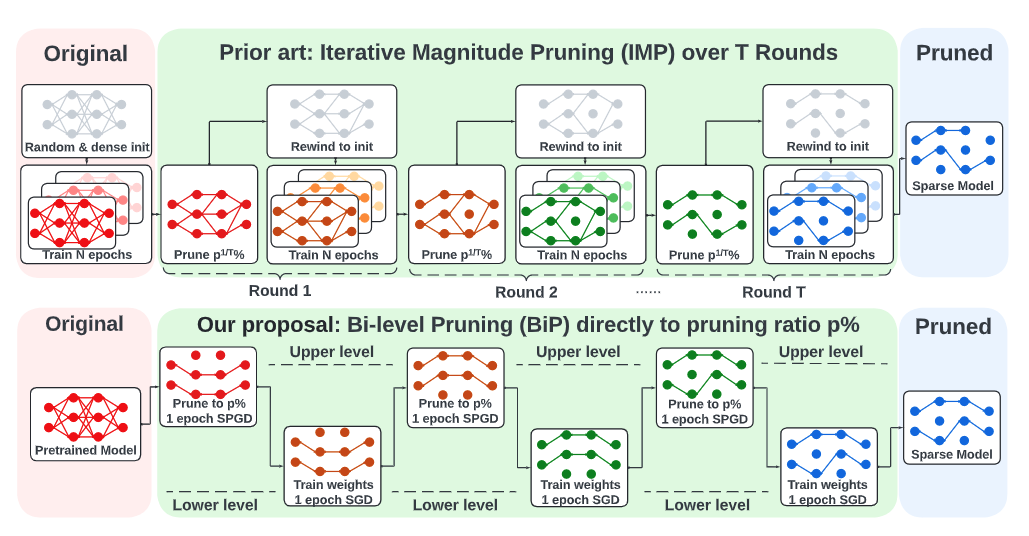 Original
Prior art: Iterative Magnitude Pruning (IMP) over T Rounds
Pruned
Random & dense init
Rewind to init
Rewind to init
Rewind to init
Sparse Model
Train N epochs
Prune p^1/T%
Train N epochs
Prune p^1/T%
Train N epochs
Prune p^1/T%
Train N epochs
Round 1
Round 2
......
Round T
Original
Our proposal: Bi-level Pruning (BiP) directly to pruning ratio p%
Pruned
Upper level
Upper level
Upper level
Prune to p%
1 epoch SPGD
Prune to p%
1 epoch SPGD
Prune to p%
1 epoch SPGD
Pretrained Model
Sparse Model
Train weights
1 epoch SGD
Train weights
1 epoch SGD
Train weights
1 epoch SGD
Lower level
Lower level
Lower level